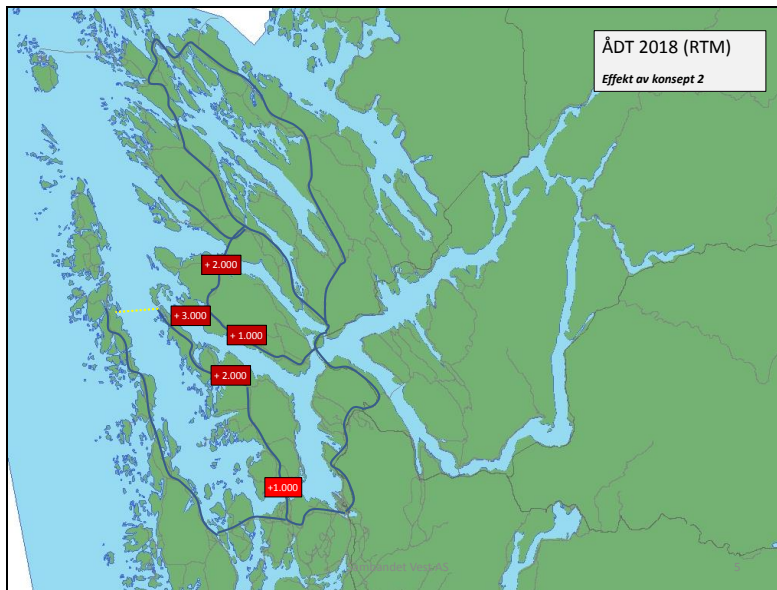 ÅDT 2018 (RTM)
Effekt av konsept 2
+ 2.000
+ 3.000
+ 1.000
+ 2.000
+1.000
Sambandet Vest AS
5